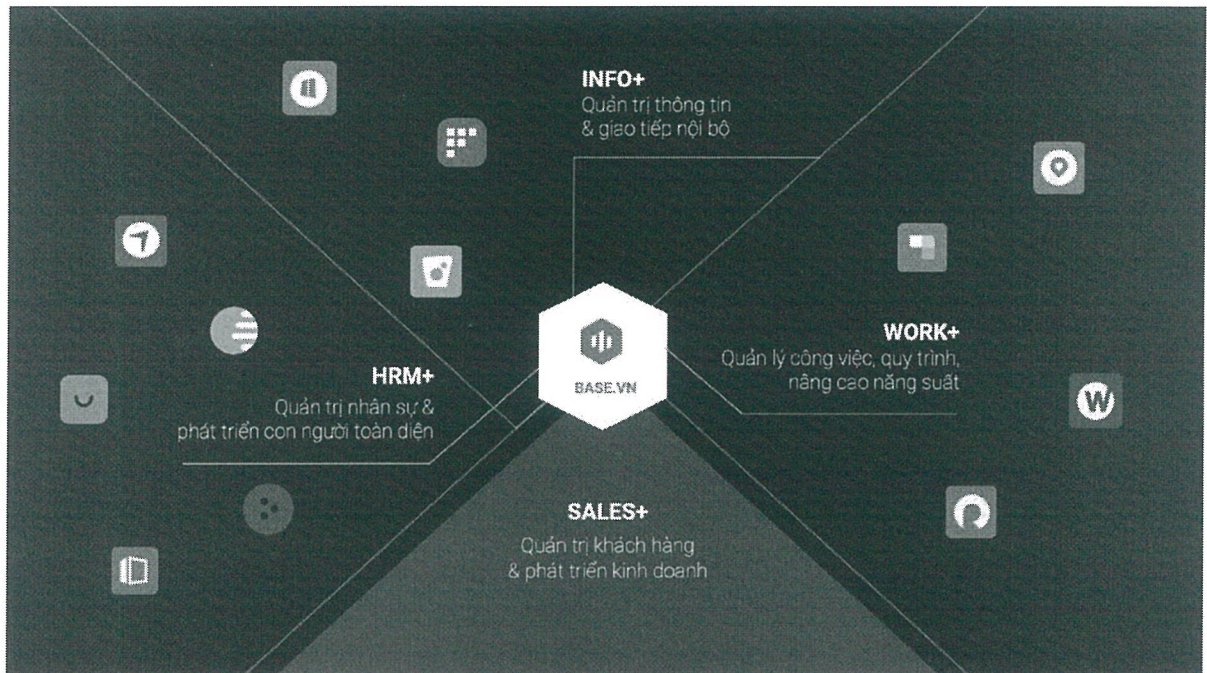 INFO+
Quản trị thông tin
& giao tiếp nội bộ
WORK+
Quản lý công việc, quy trình,
nâng cao năng suất
W
BASE.VN
HRM+
Quản trị nhân sự &
phát triển con người toàn diện
SALES+
Quản trị khách hàng
& phát triển kinh doanh